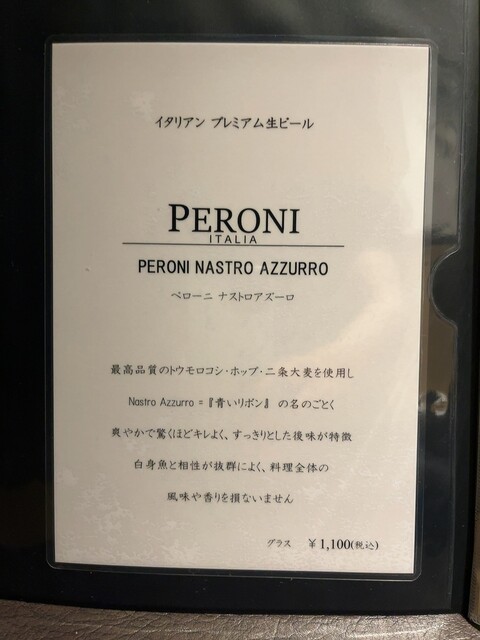 イタリアン プレミアム生ビール
PERONI
ITALIA
PERONI NASTRO AZZURRO
ペローニ ナストロアズーロ
最高品質のトウモロコシ・ホップ・二条大麦を使用し
Nastro Azzurro = 『青いリボン』 の名のごとく
爽やかで驚くほどキレよく、すっきりとした後味が特徴
白身魚と相性が抜群によく、料理全体の
風味や香りを損ないません
グラス ¥1,100(税込)